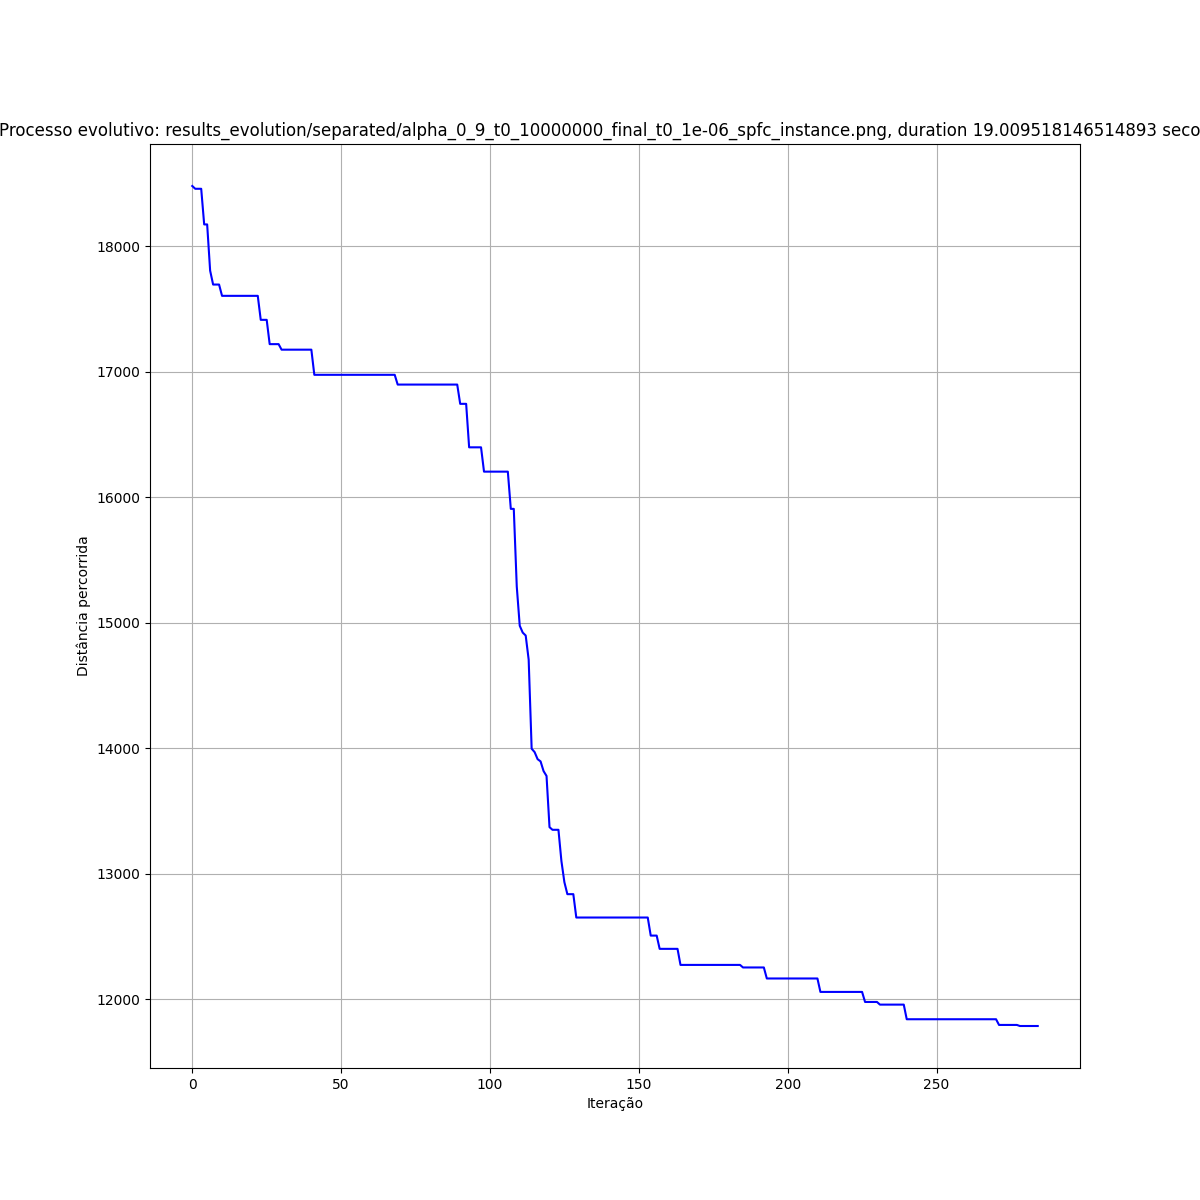 Processo evolutivo: results_evolution/separated/alpha_0_9_t0_10000000_final_t0_1e-06_spfc_instance.png, duration 19.009518146514893 seco
18000
17000
16000
15000
14000
13000
12000
Distância percorrida
0 50 100 150 200 250
Iteração